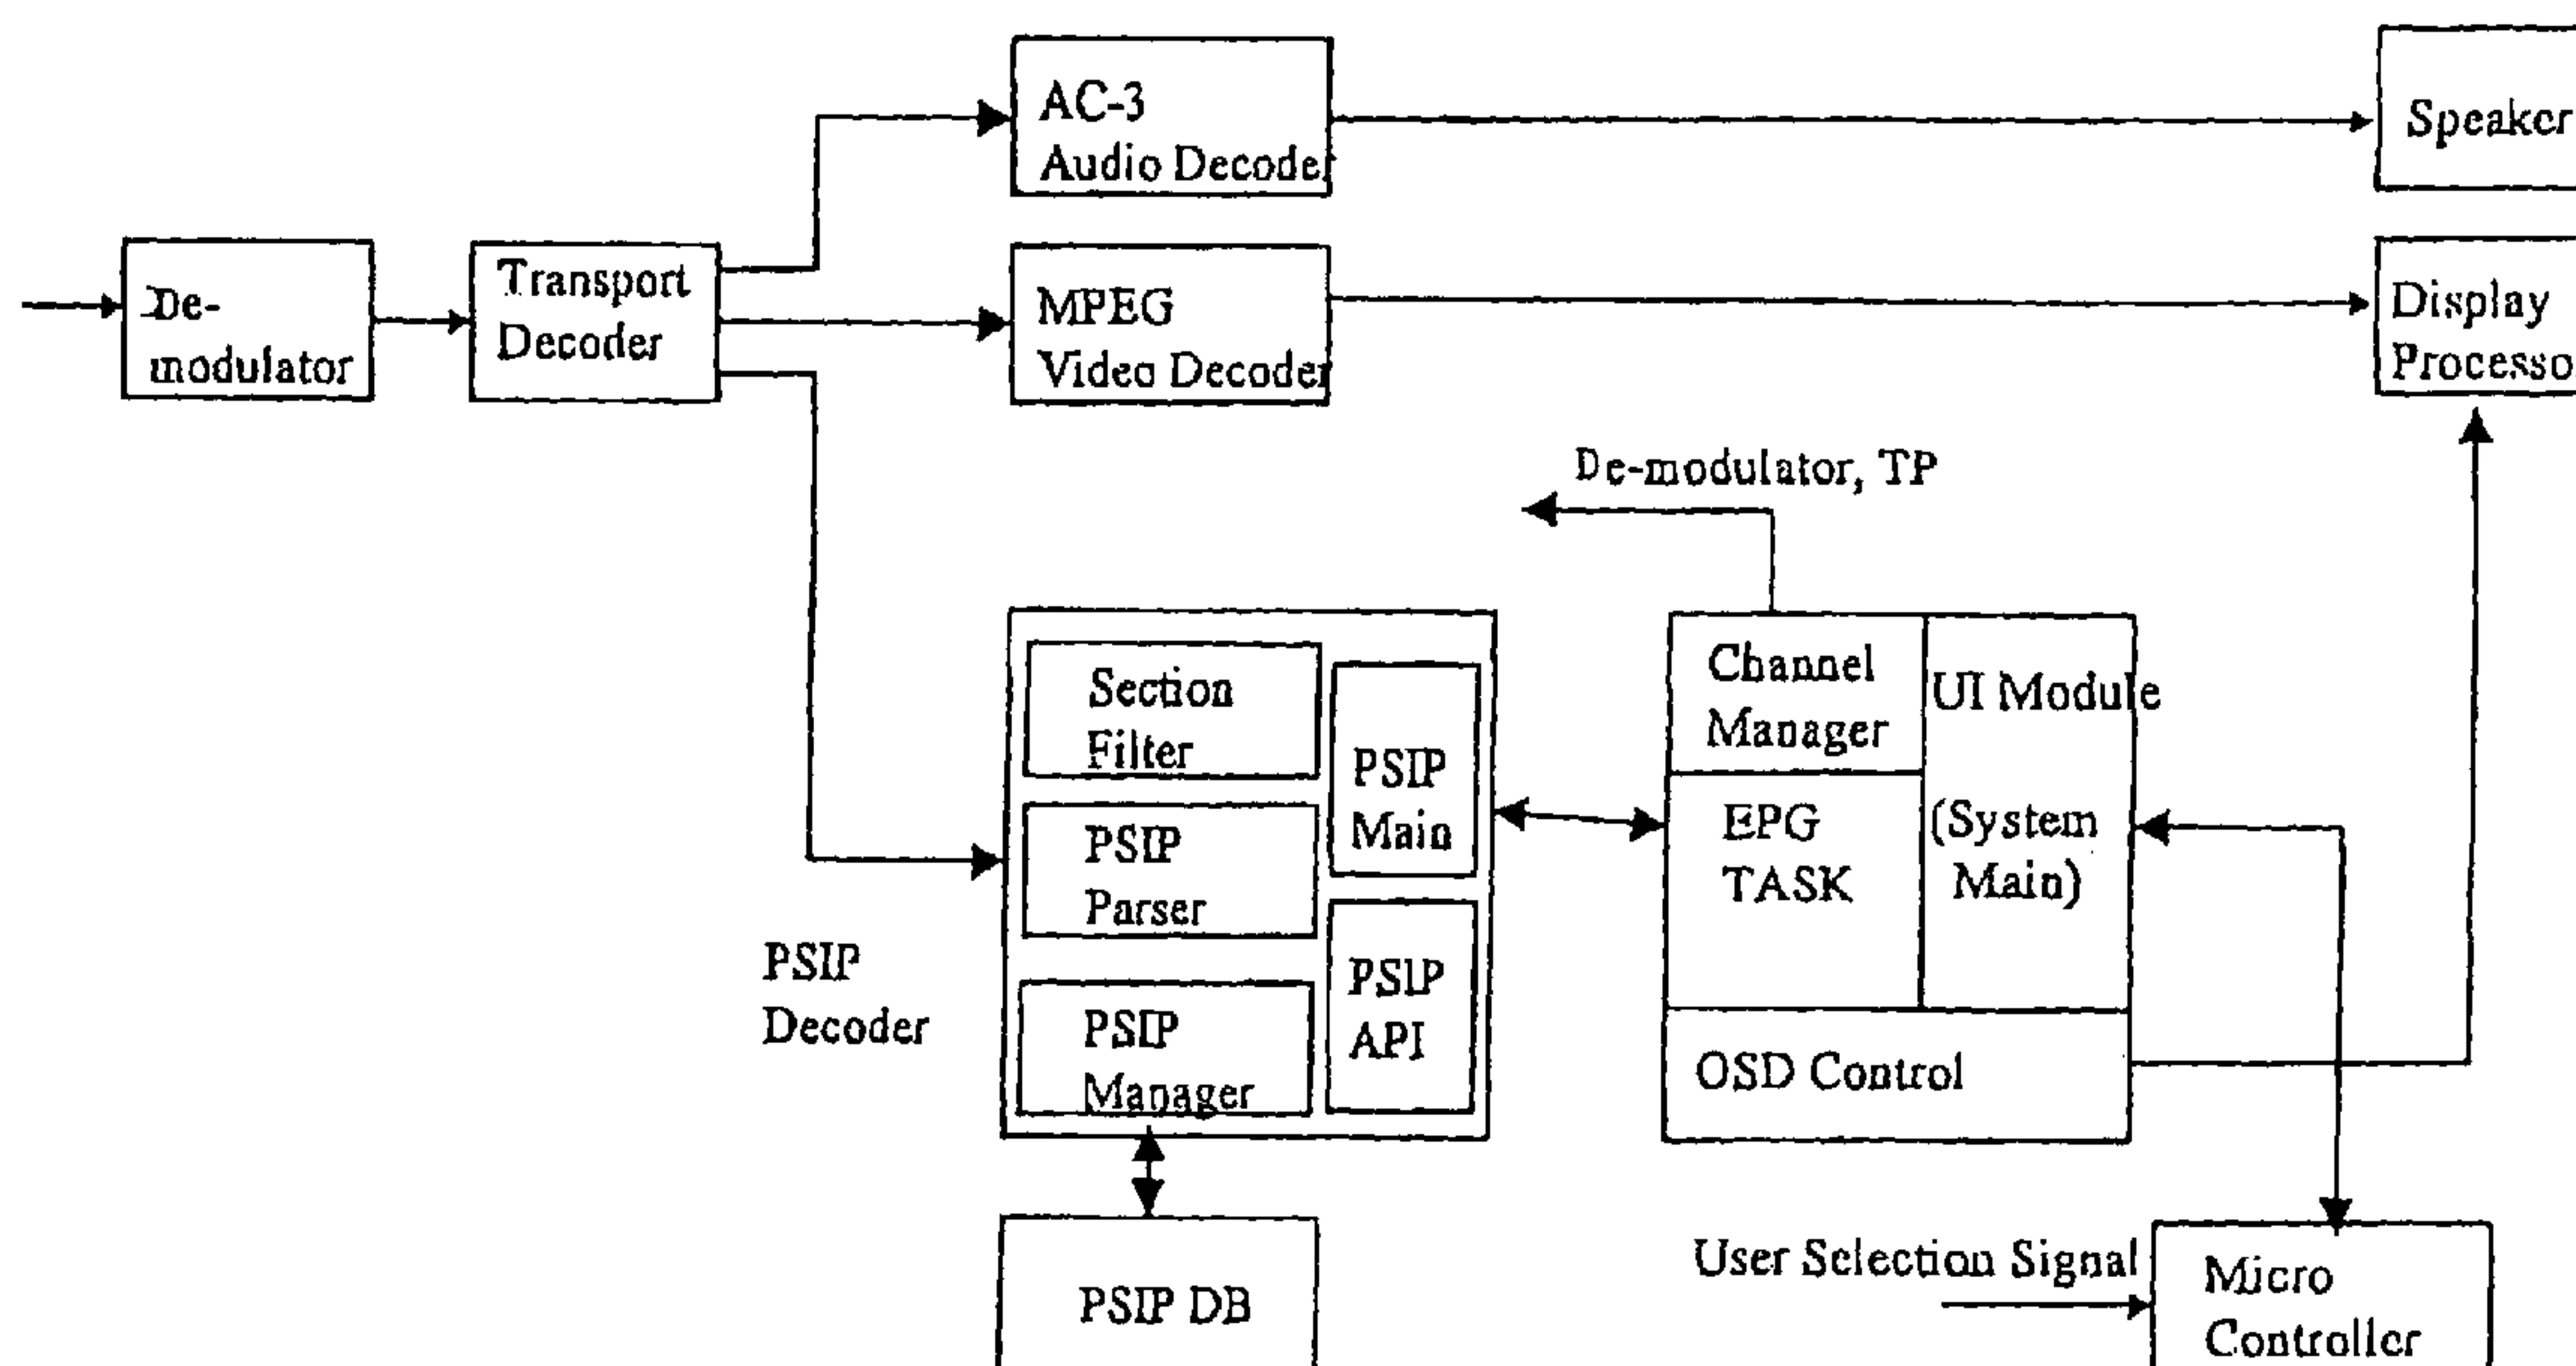 AC-3
Audio Decoder
Speaker
De-
modulator
Transport
Decoder
MPEG
Video Decoder
Display
Processo
De-modulator, TP
Section
Filter
PSIP
Main
PSIP
Parser
PSIP
API
PSIP
Manager
PSIP
Decoder
Channel
Manager
UI Module
(System
Main)
EPG
TASK
OSD Control
PSIP DB
User Selection Signal
Micro
Controller